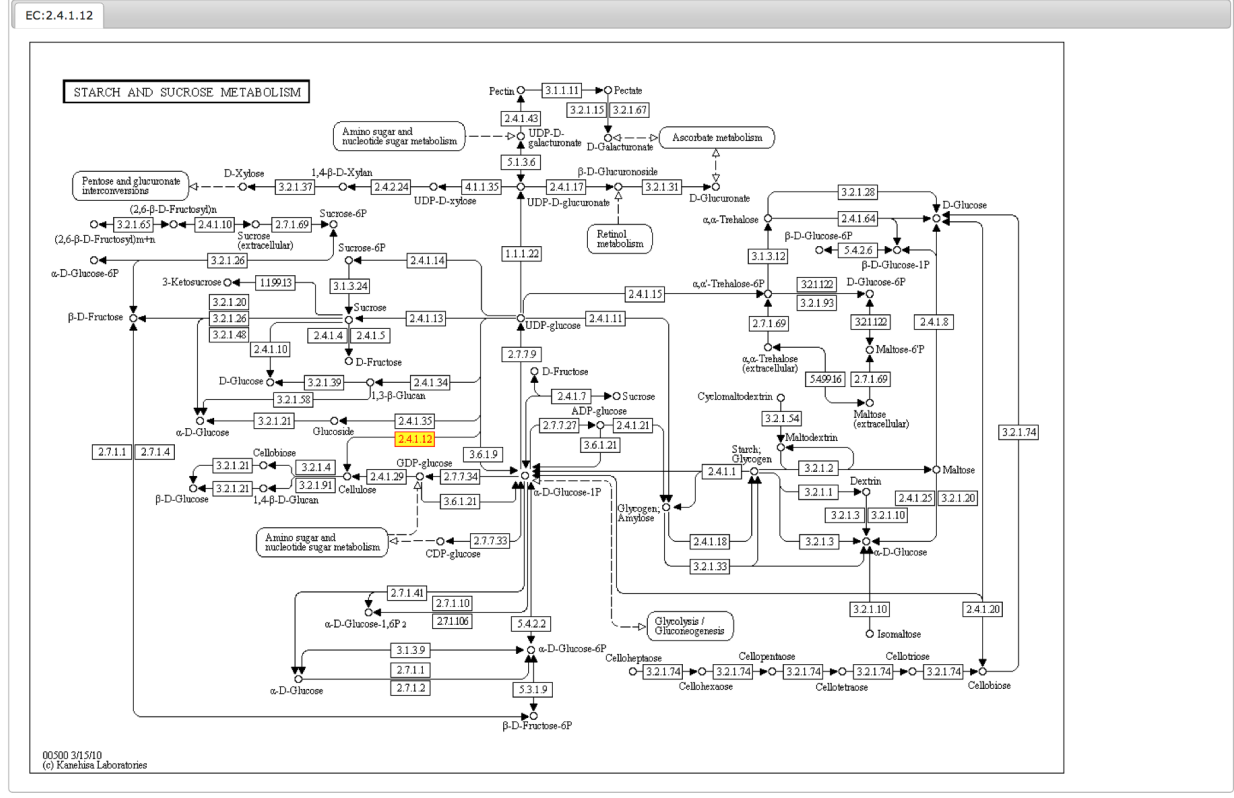 EC:2.4.1.12
STARCH AND SUCROSE METABOLISM
Pectin
3.1.1.11
Pectate
3.2.1.15
3.2.1.67
2.4.1.43
Amino sugar and
nucleotide sugar metabolism
UDP-D-
galacturonate
D-Galacturonate
Ascorbate metabolism
5.1.3.6
Pentose and glucuronate
interconversions
D-Xylose
3.2.1.37
1,4-β-D-Xylan
2.4.2.24
UDP-D-xylose
4.1.1.35
UDP-D-glucuronate
2.4.1.17
β-D-Glucuronoside
3.2.1.31
D-Glucuronate
Retinol
metabolism
(2,6-β-D-Fructosyl)n
3.2.1.65
2.4.1.10
2.7.1.69
Sucrose-6P
(2,6-β-D-Fructosyl)m+n
Sucrose
(extracellular)
α-D-Glucose-6P
3.2.1.26
Sucrose-6P
2.4.1.14
1.1.1.22
3-Ketosucrose
1.1.99.13
3.1.3.24
3.2.1.28
α,α-Trehalose
2.4.1.64
D-Glucose
β-D-Glucose-6P
5.4.2.6
β-D-Glucose-1P
3.1.3.12
2.4.1.15
α,α'-Trehalose-6P
3.2.1.122
3.2.1.93
D-Glucose-6P
β-D-Fructose
3.2.1.20
3.2.1.26
3.2.1.48
Sucrose
2.4.1.13
UDP-glucose
2.4.1.11
2.7.1.69
3.2.1.122
2.4.1.8
2.4.1.10
2.4.1.4
2.4.1.5
D-Fructose
2.7.7.9
α,α-Trehalose
(extracellular)
Maltose-6'P
D-Glucose
3.2.1.39
2.4.1.34
1,3-β-Glucan
D-Fructose
5.4.99.16
2.7.1.69
3.2.1.58
2.4.1.7
Sucrose
Cyclomaltodextrin
Maltose
(extracellular)
α-D-Glucose
3.2.1.21
Glucoside
2.4.1.35
ADP-glucose
3.2.1.54
2.7.7.27
2.4.1.21
3.2.1.74
2.4.1.12
3.6.1.21
Maltodextrin
2.7.1.1
2.7.1.4
Cellobiose
3.6.1.9
3.2.1.21
3.2.1.4
GDP-glucose
Starch;
Glycogen
3.2.1.2
Maltose
2.4.1.29
2.7.7.34
2.4.1.1
β-D-Glucose
3.2.1.21
1,4-β-D-Glucan
3.2.1.91
Cellulose
α-D-Glucose-1P
3.6.1.21
3.2.1.1
Dextrin
2.4.1.25
3.2.1.20
Glycogen;
Amylose
3.2.1.3
3.2.1.10
Amino sugar and
nucleotide sugar metabolism
2.7.7.33
CDP-glucose
2.4.1.18
3.2.1.3
α-D-Glucose
3.2.1.33
2.7.1.41
2.7.1.10
2.7.1.106
α-D-Glucose-1,6P2
5.4.2.2
3.2.1.10
2.4.1.20
Glycolysis /
Gluconeogenesis
Isomaltose
3.1.3.9
α-D-Glucose-6P
2.7.1.1
2.7.1.2
α-D-Glucose
5.3.1.9
β-D-Fructose-6P
Celloheptaose
3.2.1.74
Cellohexaose
3.2.1.74
Cellopentaose
3.2.1.74
Cellotetraose
3.2.1.74
Cellotriose
3.2.1.74
Cellobiose
00500 3/15/10
(c) Kanehisa Laboratories